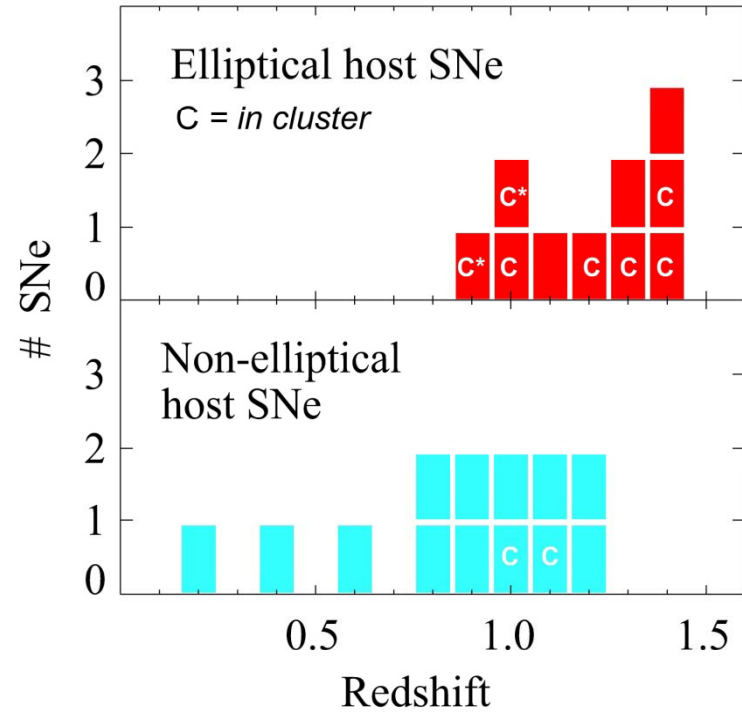 Elliptical host SNe
C = in cluster
3
2
1
0
C*
C
C* C C C C
# SNe
Non-elliptical
host SNe
3
2
1
0
C C
0.5 1.0 1.5
Redshift